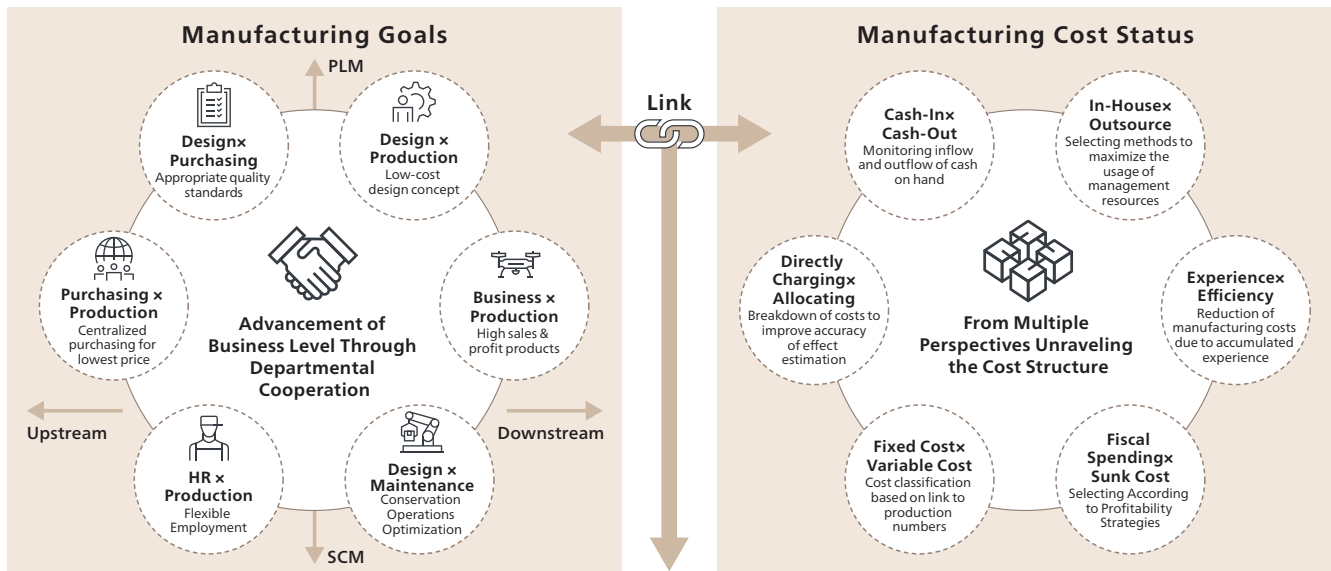 Manufacturing Goals
PLM
Design×
Purchasing
Appropriate quality
standards
Design ×
Production
Low-cost
design concept
Purchasing ×
Production
Centralized
purchasing for
lowest price
Business ×
Production
High sales &
profit products
Advancement of
Business Level Through
Departmental
Cooperation
Upstream
Downstream
HR ×
Production
Flexible
Employment
Design ×
Maintenance
Conservation
Operations
Optimization
SCM
Link
Manufacturing Cost Status
Cash-In×
Cash-Out
Monitoring inflow
and outflow of cash
on hand
In-House×
Outsource
Selecting methods to
maximize the
usage of
management
resources
Directly
Charging×
Allocating
Breakdown of costs to
improve accuracy
of effect
estimation
Experience×
Efficiency
Reduction of
manufacturing costs
due to accumulated
experience
From Multiple
Perspectives Unraveling
the Cost Structure
Fixed Cost×
Variable Cost
Cost classification
based on link to
production
numbers
Fiscal
Spending×
Sunk Cost
Selecting According
to Profitability
Strategies